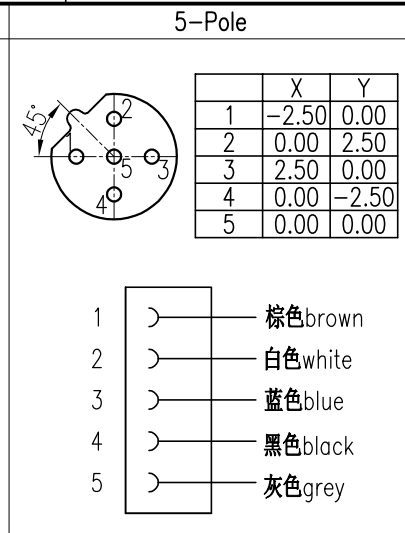 5-Pole
45°
2
1
5
3
4
X Y
1 -2.50 0.00
2 0.00 2.50
3 2.50 0.00
4 0.00 -2.50
5 0.00 0.00
1 棕色brown
2 白色white
3 蓝色blue
4 黑色black
5 灰色grey